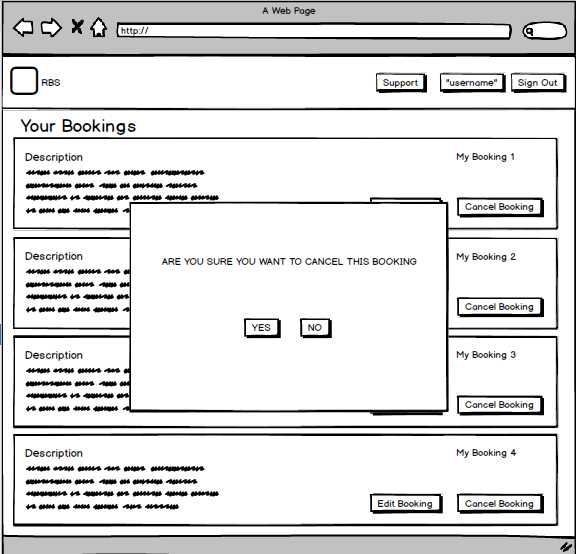 A Web Page
http://
RBS
Support
"username"
Sign Out
Your Bookings
Description
My Booking 1
Cancel Booking
Description
My Booking 2
Cancel Booking
ARE YOU SURE YOU WANT TO CANCEL THIS BOOKING
YES
NO
Description
My Booking 3
Cancel Booking
Description
My Booking 4
Edit Booking
Cancel Booking